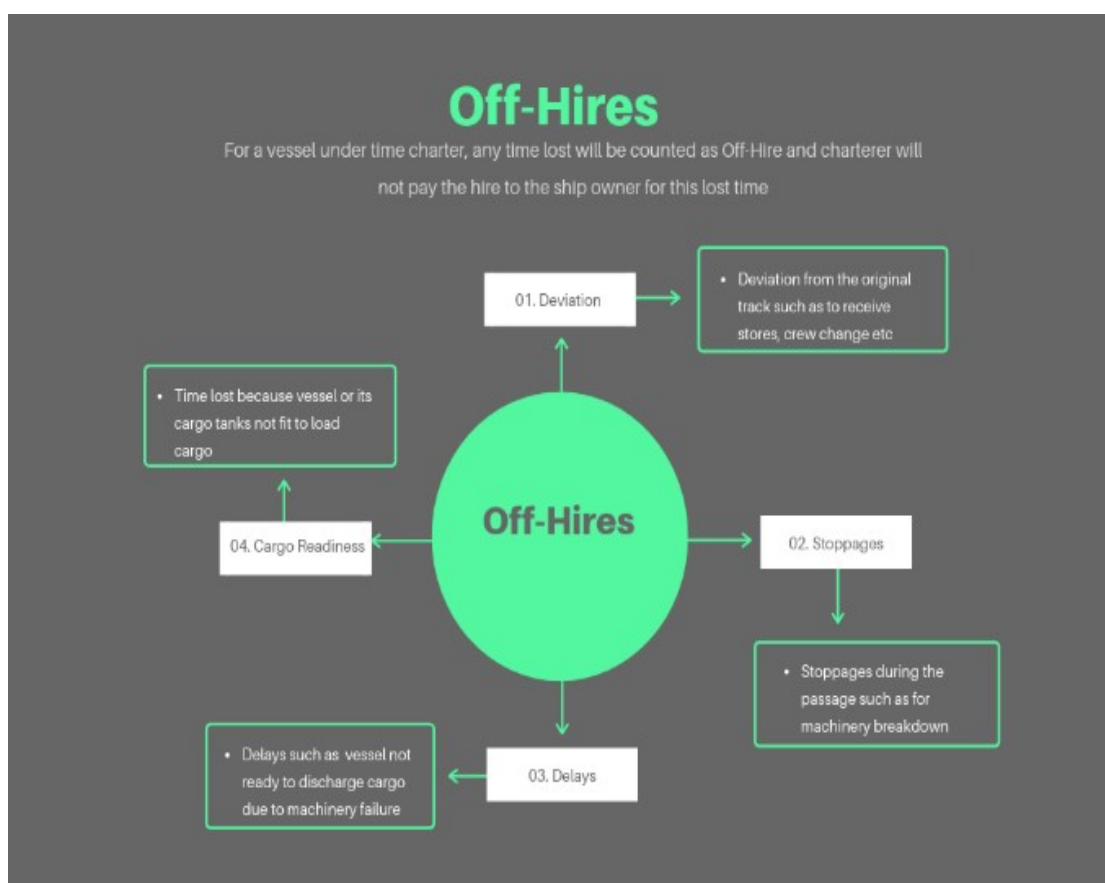 Off-Hires
For a vessel under time charter, any time lost will be counted as Off-Hire and charterer will
not pay the hire to the ship owner for this lost time
01. Deviation
• Deviation from the original
track such as to receive
stores, crew change etc
• Time lost because vessel or its
cargo tanks not fit to load
cargo
04. Cargo Readiness
Off-Hires
02. Stoppages
• Stoppages during the
passage such as for
machinery breakdown
• Delays such as vessel not
ready to discharge cargo
due to machinery failure
03. Delays